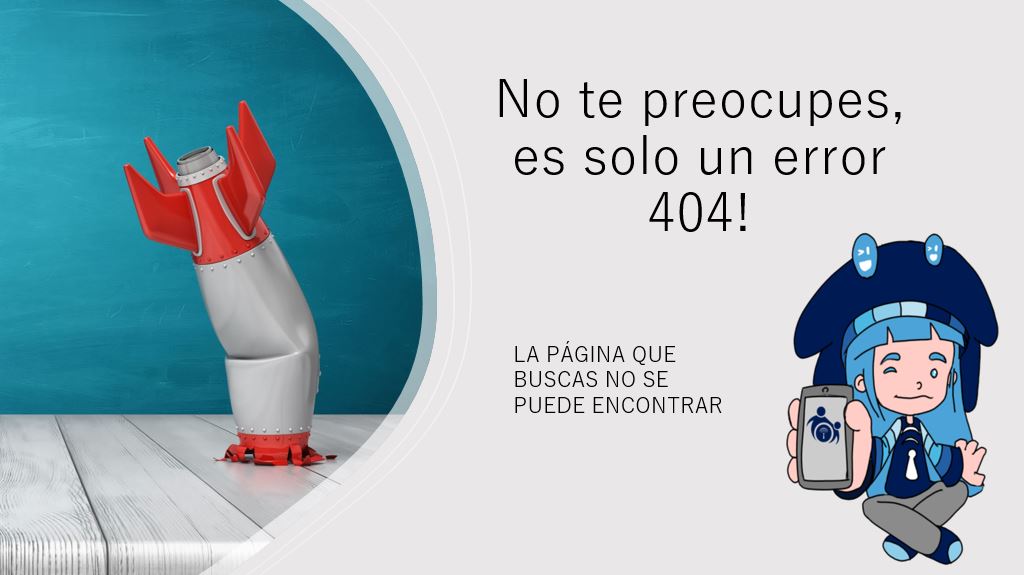 No te preocupes,
es solo un error
404!
LA PÁGINA QUE
BUSCAS NO SE
PUEDE ENCONTRAR